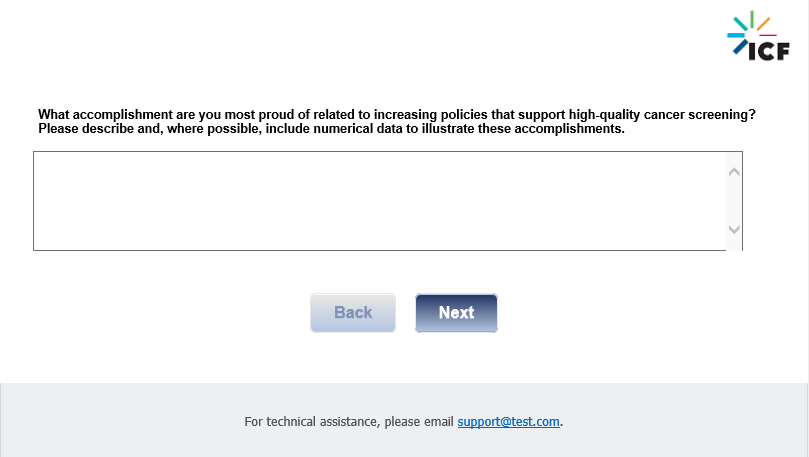 ICF
What accomplishment are you most proud of related to increasing policies that support high-quality cancer screening?
Please describe and, where possible, include numerical data to illustrate these accomplishments.
Back
Next
For technical assistance, please email support@test.com.